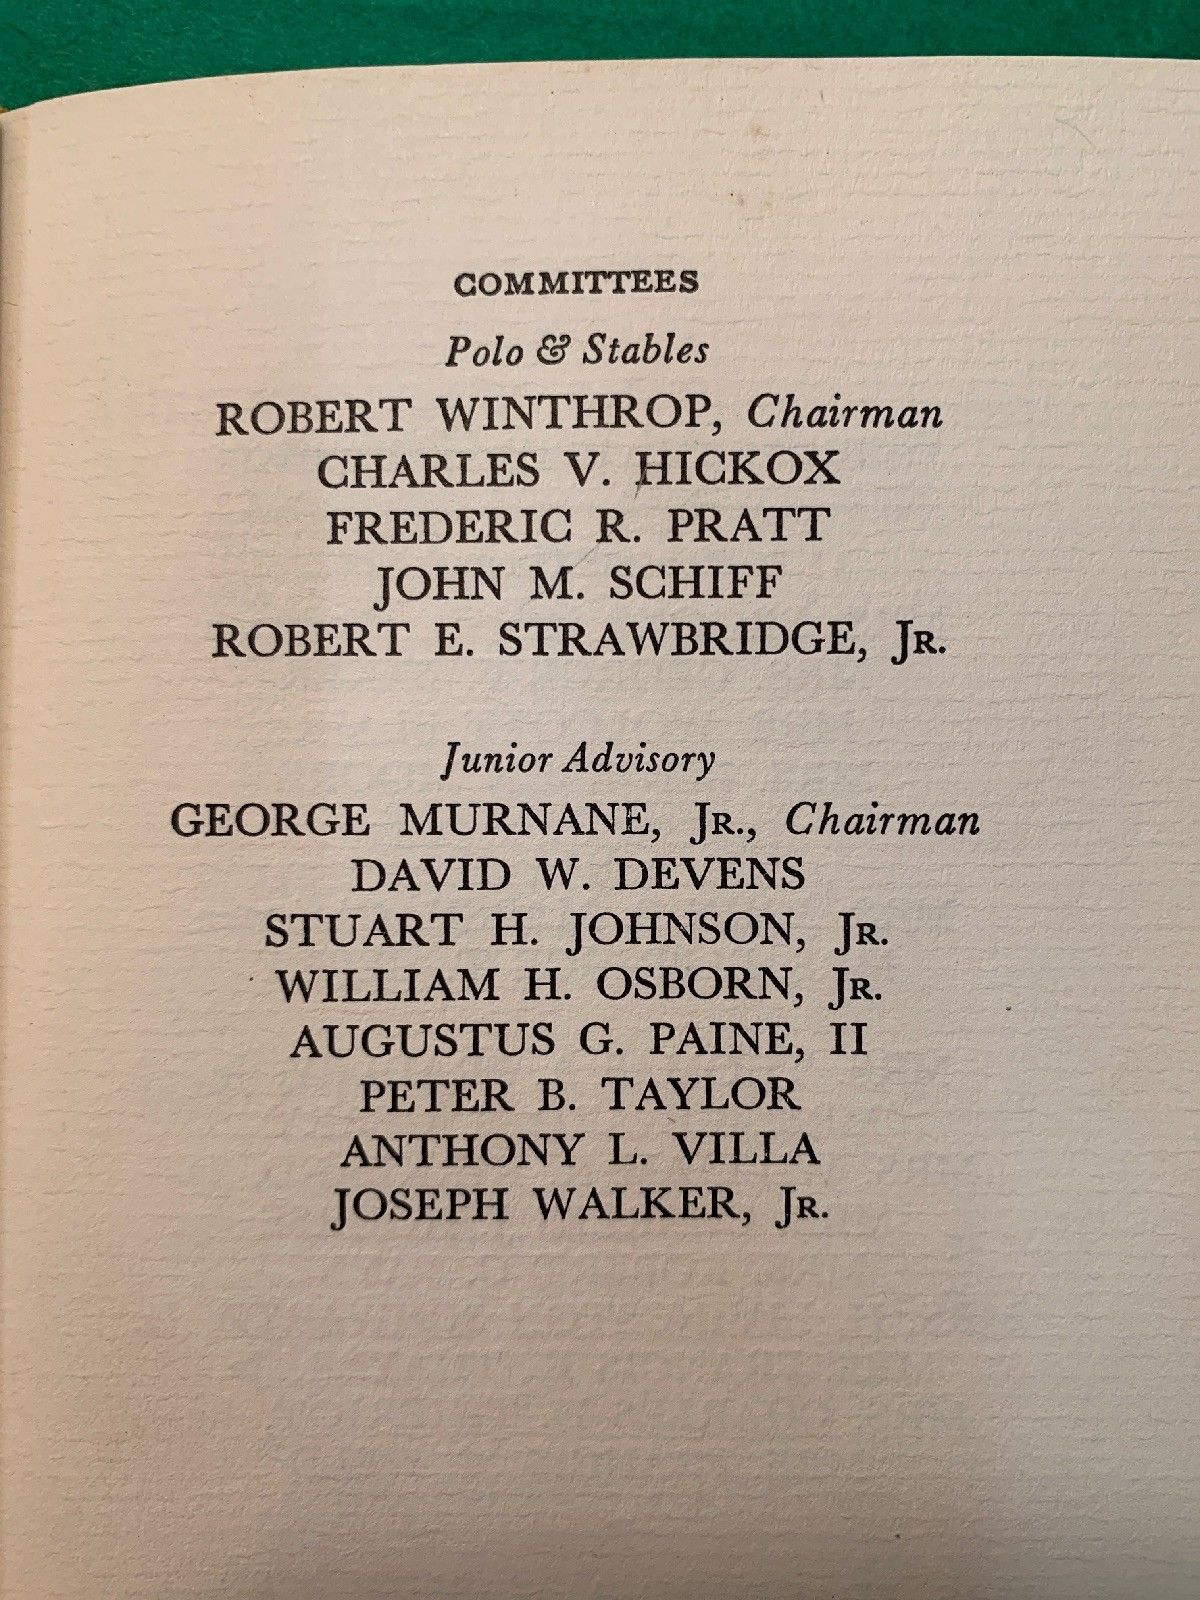 COMMITTEES
Polo & Stables
ROBERT WINTHROP, Chairman
CHARLES V. HICKOX
FREDERIC R. PRATT
JOHN M. SCHIFF
ROBERT E. STRAWBRIDGE, JR.
Junior Advisory
GEORGE MURNANE, JR., Chairman
DAVID W. DEVENS
STUART H. JOHNSON, JR.
WILLIAM H. OSBORN, JR.
AUGUSTUS G. PAINE, II
PETER B. TAYLOR
ANTHONY L. VILLA
JOSEPH WALKER, JR.